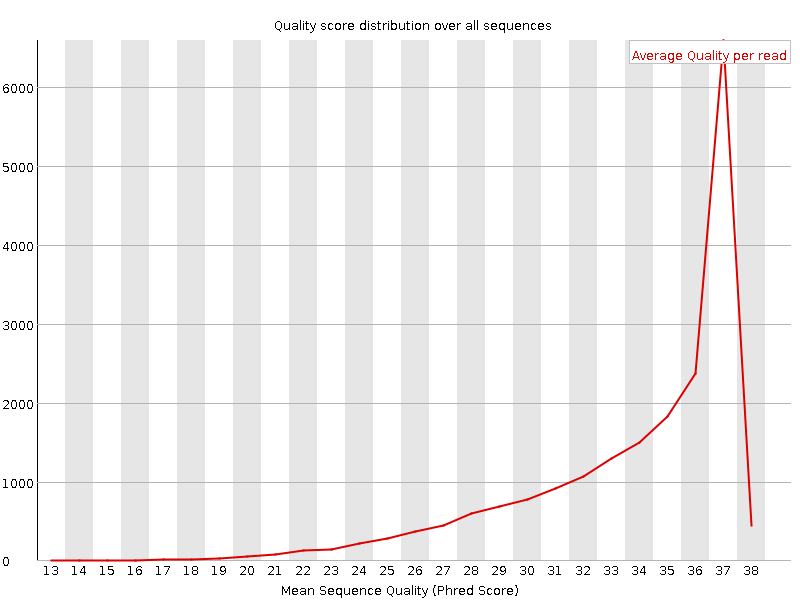 Quality score distribution over all sequences
Average Quality per read
6000
5000
4000
3000
2000
1000
0
13 14 15 16 17 18 19 20 21 22 23 24 25 26 27 28 29 30 31 32 33 34 35 36 37 38
Mean Sequence Quality (Phred Score)